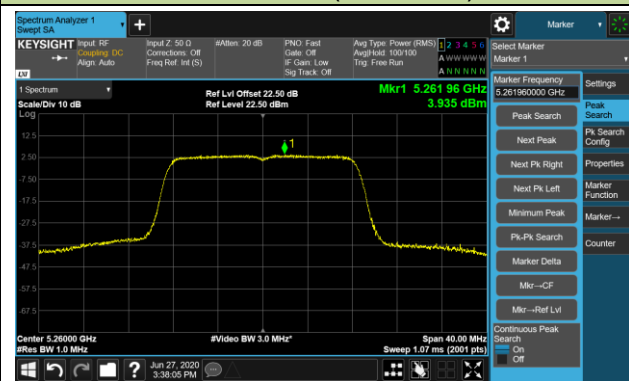 Spectrum Analyzer 1
Swept SA
Marker
KEYSIGHT
Input: RF
Coupling: DC
Align: Auto
Input Z: 50 Ω
Corrections: Off
Freq Ref: Int (S)
#Atten: 20 dB
PNO: Fast
Gate: Off
IF Gain: Low
Sig Track: Off
Avg Type: Power (RMS)
Avg|Hold: 100/100
Trig: Free Run
1 2 3 4 5 6
A W W W W W
A N N N N N
Select Marker
Marker 1
LXI
1 Spectrum
Scale/Div 10 dB
Log
Ref Lvl Offset 22.50 dB
Ref Level 22.50 dBm
Mkr1 5.261 96 GHz
3.935 dBm
12.5
2.50
-7.50
-17.5
-27.5
-37.5
-47.5
-57.5
-67.5
1
Center 5.26000 GHz
#Res BW 1.0 MHz
#Video BW 3.0 MHz*
Span 40.00 MHz
Sweep 1.07 ms (2001 pts)
Marker Frequency
5.261960000 GHz
Peak Search
Next Peak
Next Pk Right
Next Pk Left
Minimum Peak
Pk-Pk Search
Marker Delta
Mkr→CF
Mkr→Ref Lvl
Continuous Peak
Search
On
Off
Settings
Peak
Search
Pk Search
Config
Properties
Marker
Function
Marker→
Counter
?
Jun 27, 2020
3:38:05 PM